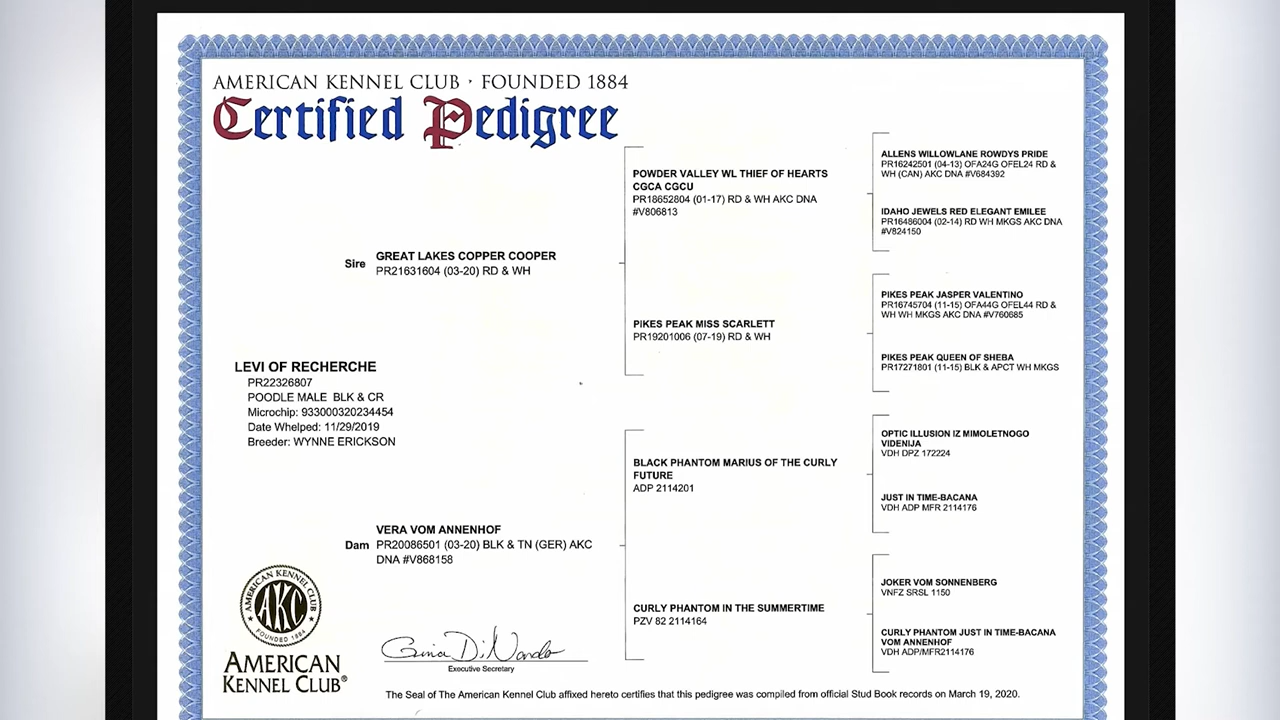 AMERICAN KENNEL CLUB · FOUNDED 1884
Certified Pedigree
ALLENS WILLOWLANE ROWDYS PRIDE
PR16242501 (04-13) OFA24G OFEL24 RD &
WH (CAN) AKC DNA #V684392
POWDER VALLEY WL THIEF OF HEARTS
CGCA CGCU
PR18652804 (01-17) RD & WH AKC DNA
#V806813
IDAHO JEWELS RED ELEGANT EMILEE
PR16486004 (02-14) RD WH MKGS AKC DNA
#V824150
Sire
GREAT LAKES COPPER COOPER
PR21631604 (03-20) RD & WH
PIKES PEAK JASPER VALENTINO
PR16745704 (11-15) OFA44G OFEL44 RD &
WH WH MKGS AKC DNA #V760685
PIKES PEAK MISS SCARLETT
PR19201006 (07-19) RD & WH
PIKES PEAK QUEEN OF SHEBA
PR17271801 (11-15) BLK & APCT WH MKGS
LEVI OF RECHERCHE
PR22326807
POODLE MALE BLK & CR
Microchip: 933000320234454
Date Whelped: 11/29/2019
Breeder: WYNNE ERICKSON
OPTIC ILLUSION IZ MIMOLETNOGO
VIDENIJA
VDH DPZ 172224
BLACK PHANTOM MARIUS OF THE CURLY
FUTURE
ADP 2114201
JUST IN TIME-BACANA
VDH ADP MFR 2114176
Dam
VERA VOM ANNENHOF
PR20086501 (03-20) BLK & TN (GER) AKC
DNA #V868158
JOKER VOM SONNENBERG
VNFZ SRSL 1150
CURLY PHANTOM IN THE SUMMERTIME
PZV 82 2114164
CURLY PHANTOM JUST IN TIME-BACANA
VOM ANNENHOF
VDH ADP/MFR2114176
AMERICAN KENNEL CLUB
AKC
FOUNDED 1884
AMERICAN
KENNEL CLUB®
Gina DiNardo
Executive Secretary
The Seal of The American Kennel Club affixed hereto certifies that this pedigree was compiled from official Stud Book records on March 19, 2020.